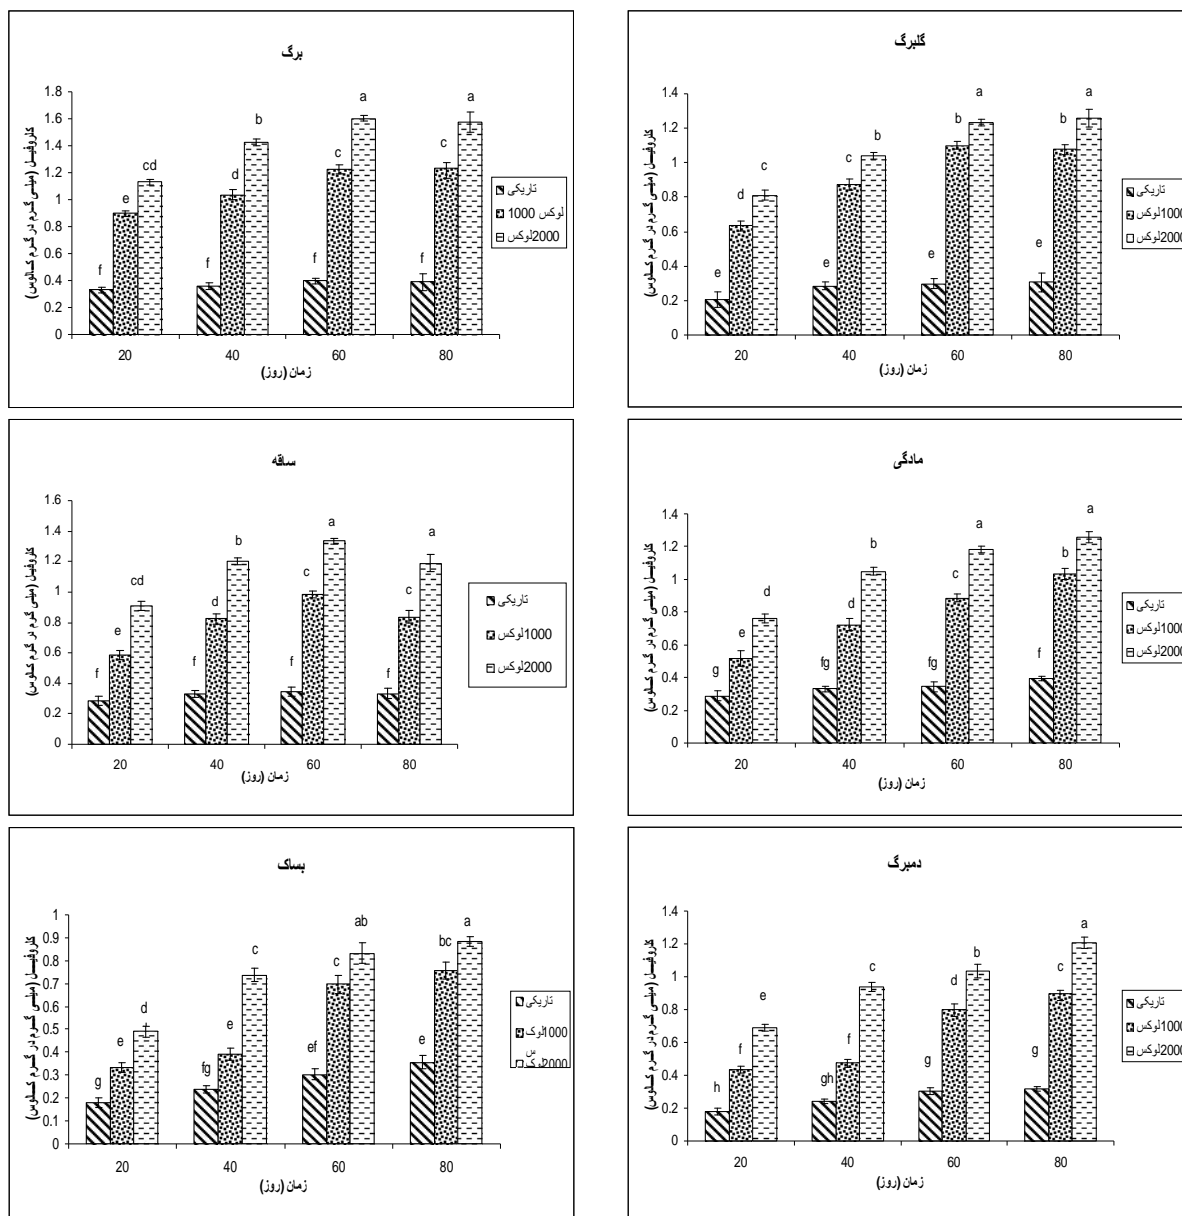 برگ
کلروفیل (میلی گرم در گرم کالوس)
1.8
1.6
1.4
1.2
1
0.8
0.6
0.4
0.2
0
f e cd
f d b
f c a
f c a
20 40 60 80
زمان (روز)
تاریکی
1000 لوکس
2000لوکس
گلبرگ
کلروفیل (میلی گرم در گرم کالوس)
1.4
1.2
1
0.8
0.6
0.4
0.2
0
e d c
e c b
e b a
e b a
20 40 60 80
زمان (روز)
تاریکی
1000لوکس
2000لوکس
ساقه
کلروفیل (میلی گرم در گرم کالوس)
1.6
1.4
1.2
1
0.8
0.6
0.4
0.2
0
f e cd
f d b
f c a
f c a
20 40 60 80
زمان (روز)
تاریکی
1000لوکس
2000لوکس
مادگی
کلروفیل (میلی گرم در گرم کالوس)
1.4
1.2
1
0.8
0.6
0.4
0.2
0
g e d
fg d b
fg c a
f b a
20 40 60 80
زمان (روز)
تاریکی
1000لوکس
2000لوکس
بساک
کلروفیل (میلی گرم در گرم کالوس)
1
0.9
0.8
0.7
0.6
0.5
0.4
0.3
0.2
0.1
0
g e d
fg e c
ef c ab
e bc a
20 40 60 80
زمان (روز)
تاریکی
1000لوک
س
2000لوکس
دمبرگ
کلروفیل (میلی گرم در گرم کالوس)
1.4
1.2
1
0.8
0.6
0.4
0.2
0
h f e
gh f c
g d b
g c a
20 40 60 80
زمان (روز)
تاریکی
1000لوکس
2000لوکس